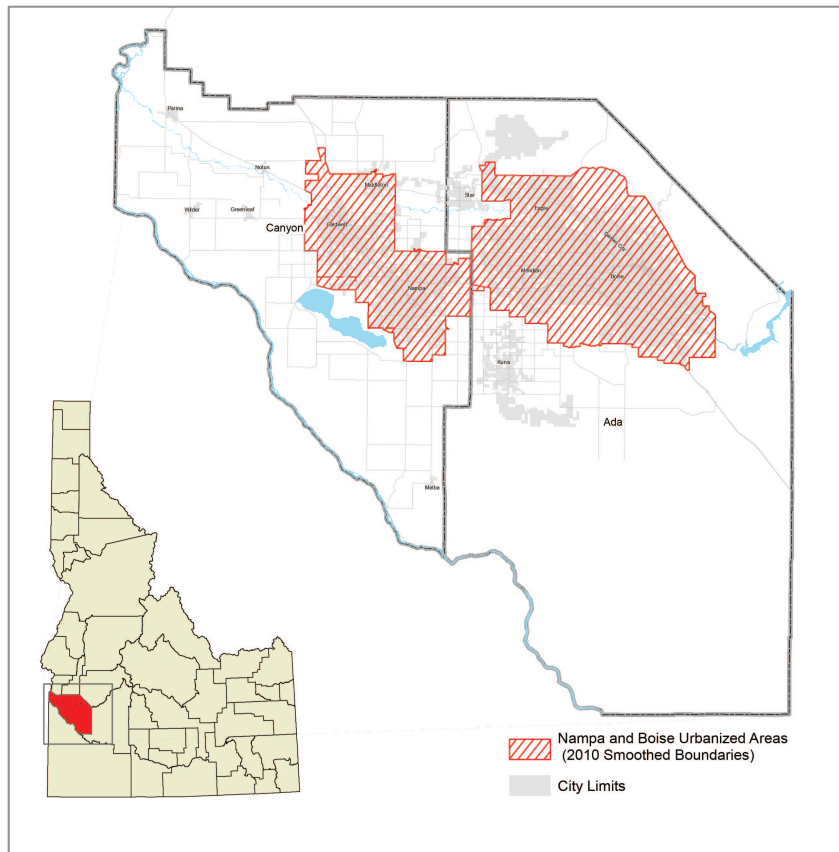 Parma
Notus
Middleton
Star
Eagle
Wilder
Greenleaf
Canyon
Caldwell
Garden City
Meridian
Boise
Nampa
Kuna
Ada
Melba
Nampa and Boise Urbanized Areas
(2010 Smoothed Boundaries)
City Limits